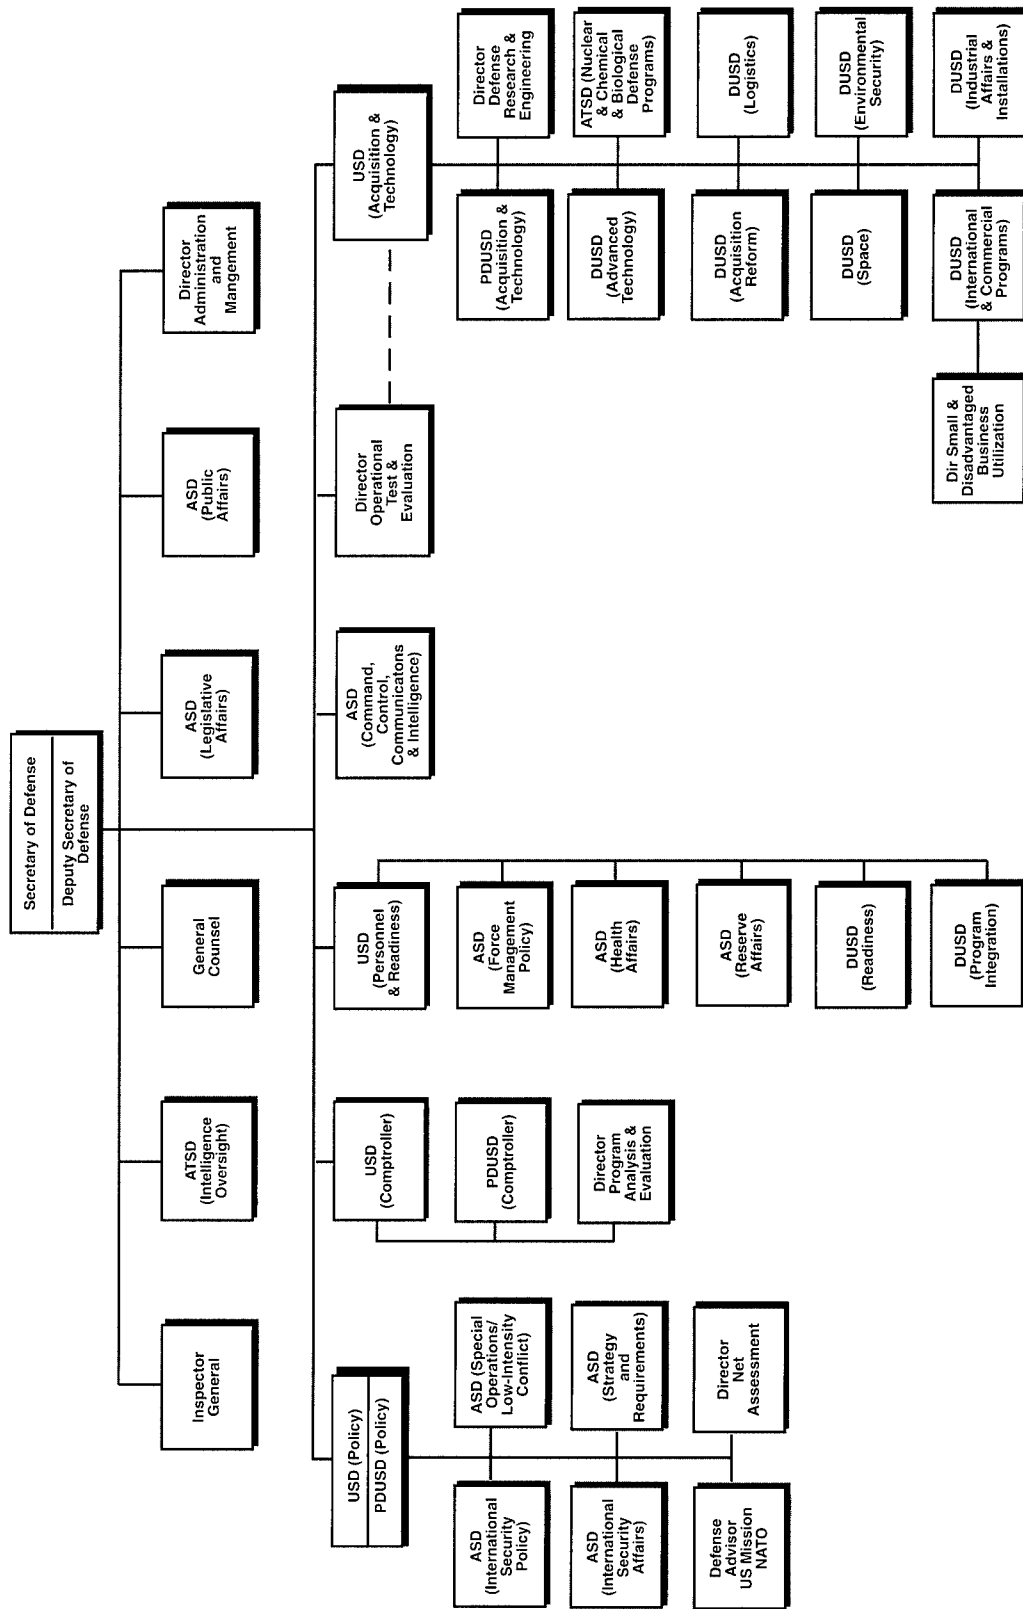 Secretary of Defense
Deputy Secretary of
Defense
Inspector
General
ATSD
(Intelligence
Oversight)
General
Counsel
ASD
(Legislative
Affairs)
ASD
(Public
Affairs)
Director
Administration
and
Mangement
USD (Policy)
PDUSD (Policy)
USD
(Comptroller)
USD
(Personnel
& Readiness)
ASD
(Command,
Control,
Communicatons
& Intelligence)
Director
Operational
Test &
Evaluation
USD
(Acquisition &
Technology)
ASD
(International
Security
Policy)
ASD (Special
Operations/
Low-Intensity
Conflict)
ASD
(International
Security
Affairs)
ASD
(Strategy
and
Requirements)
Defense
Advisor
US Mission
NATO
Director
Net
Assessment
PDUSD
(Comptroller)
Director
Program
Analysis &
Evaluation
ASD
(Force
Management
Policy)
ASD
(Health
Affairs)
ASD
(Reserve
Affairs)
DUSD
(Readiness)
DUSD
(Program
Integration)
PDUSD
(Acquisition &
Technology)
Director
Defense
Research &
Engineering
DUSD
(Advanced
Technology)
ATSD (Nuclear
& Chemical
& Biological
Defense
Programs)
DUSD
(Acquisition
Reform)
DUSD
(Logistics)
DUSD
(Space)
DUSD
(Environmental
Security)
Dir Small &
Disadvantaged
Business
Utilization
DUSD
(International
& Commercial
Programs)
DUSD
(Industrial
Affairs &
Installations)